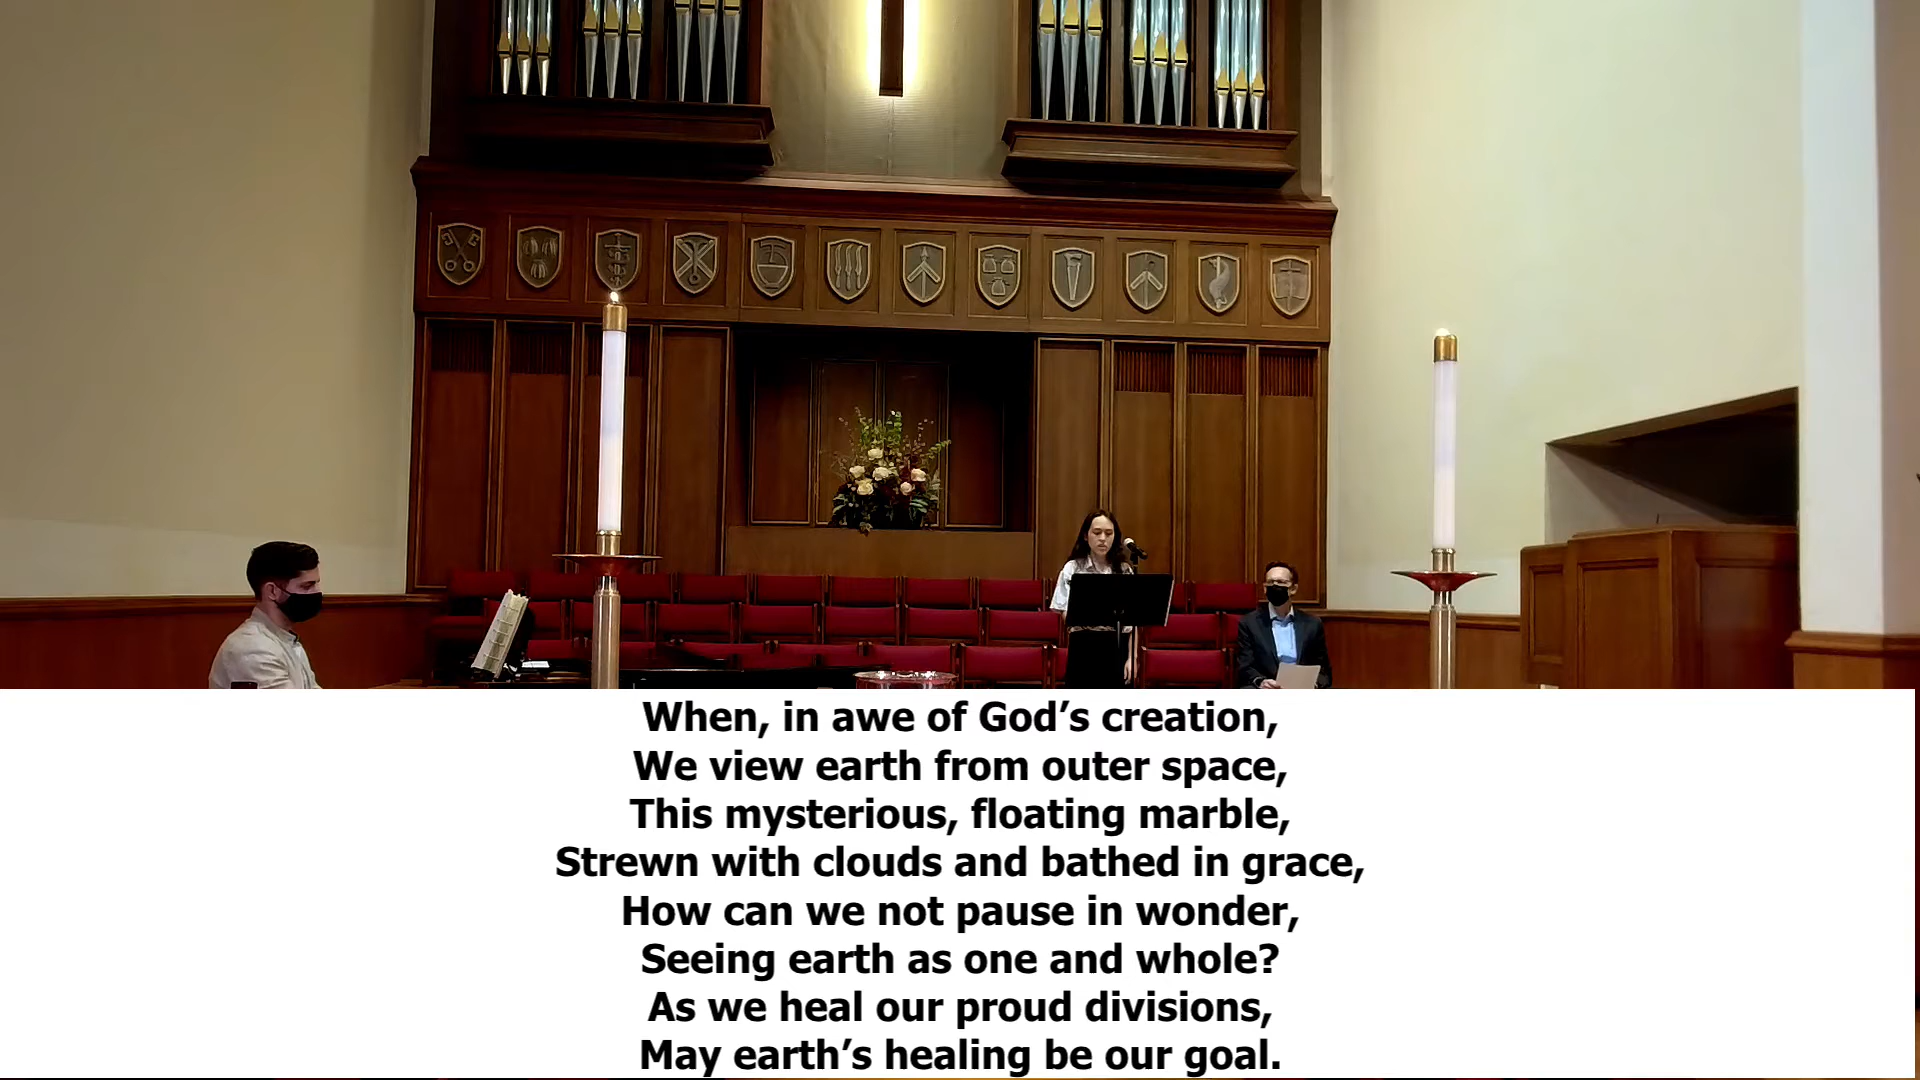 When, in awe of God’s creation,
We view earth from outer space,
This mysterious, floating marble,
Strewn with clouds and bathed in grace,
How can we not pause in wonder,
Seeing earth as one and whole?
As we heal our proud divisions,
May earth’s healing be our goal.